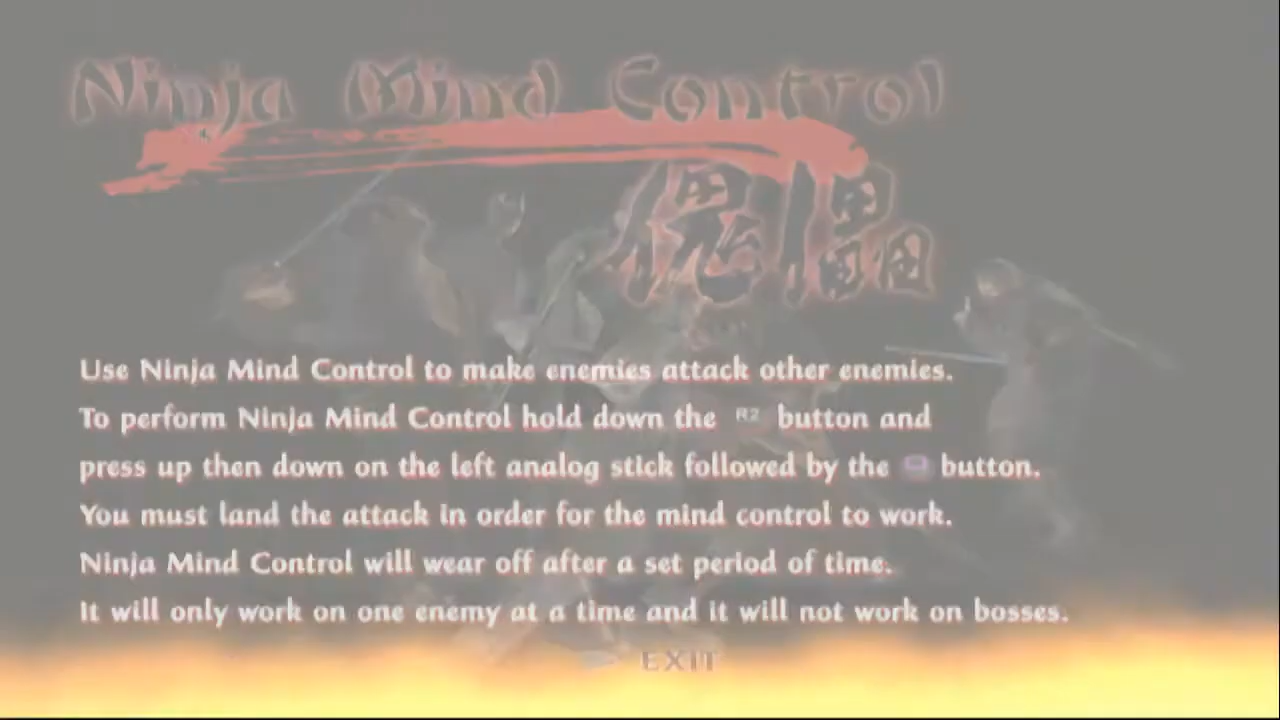 Ninja Mind Control
傀儡
Use Ninja Mind Control to make enemies attack other enemies.
To perform Ninja Mind Control hold down the R2 button and
press up then down on the left analog stick followed by the button.
You must land the attack in order for the mind control to work.
Ninja Mind Control will wear off after a set period of time.
It will only work on one enemy at a time and it will not work on bosses.
EXIT